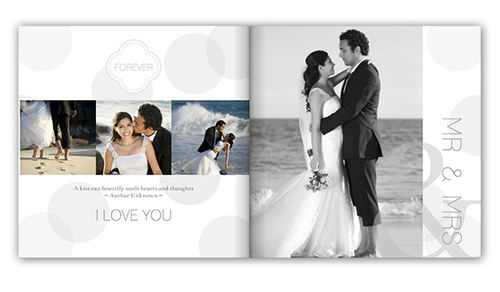 FOREVER
A kiss can beautify souls hearts and thoughts
~ Author Unknown ~
I LOVE YOU
MR & MRS